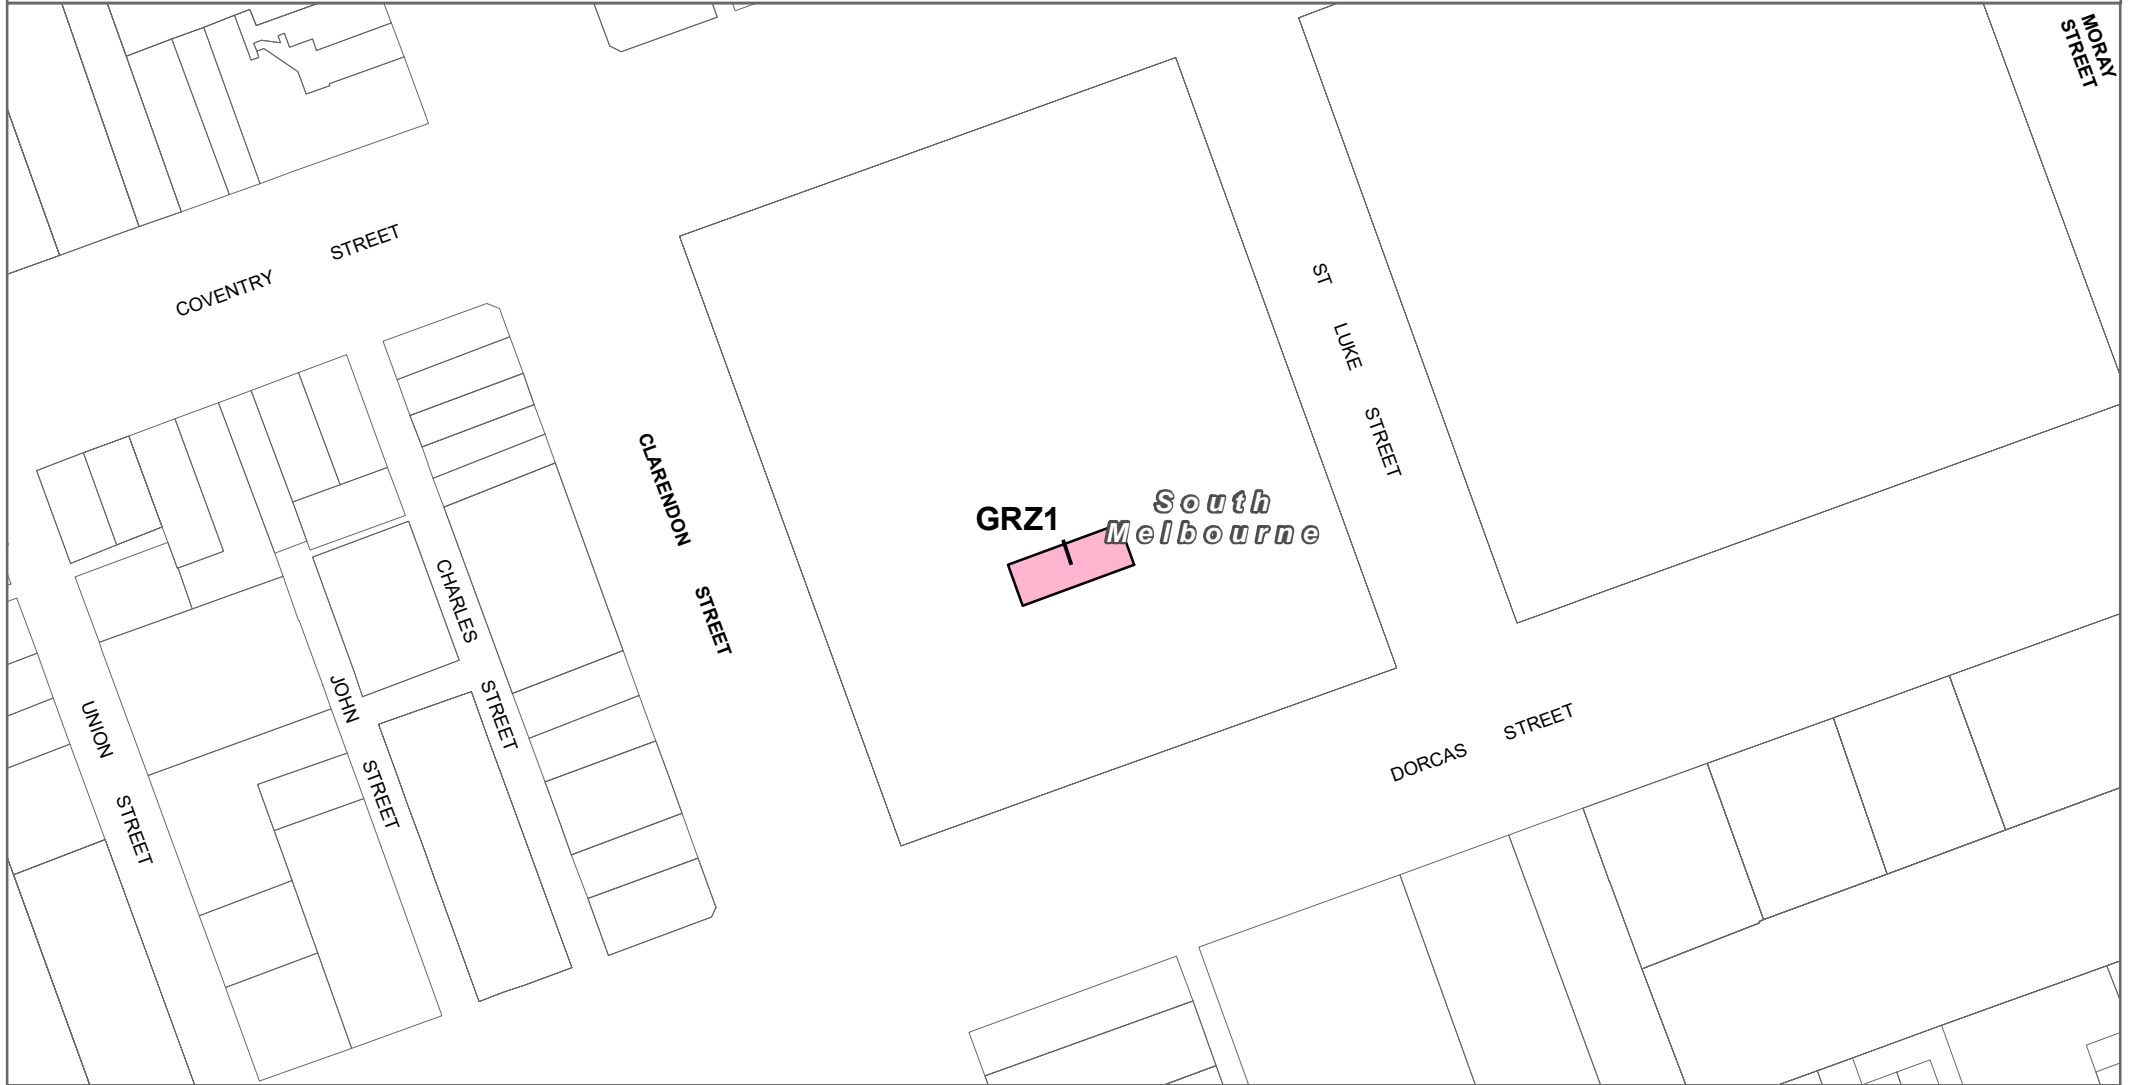 MORAY
STREET
COVENTRY STREET
ST LUKE STREET
CLARENDON STREET
GRZ1
South
Melbourne
CHARLES STREET
JOHN STREET
UNION STREET
DORCAS STREET